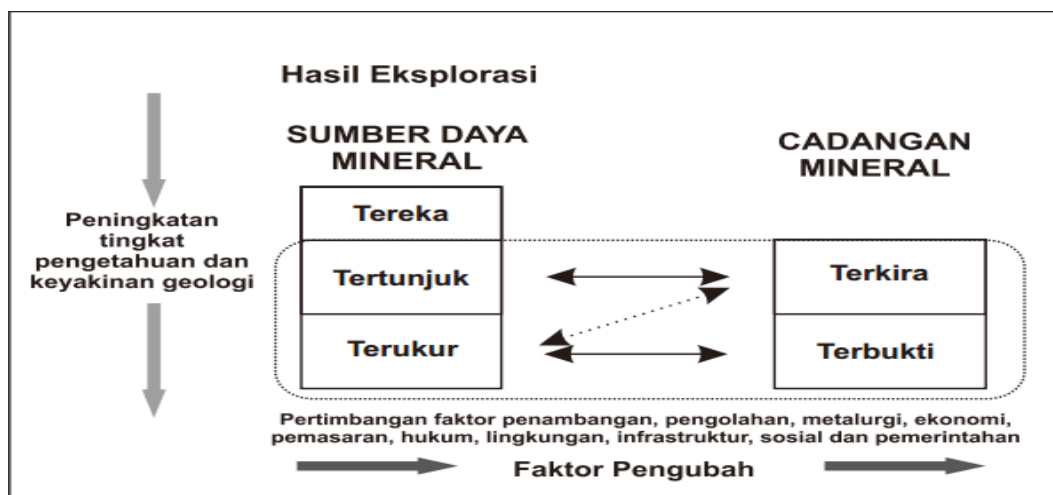 Hasil Eksplorasi
SUMBER DAYA
MINERAL
CADANGAN
MINERAL
Tereka
Peningkatan
tingkat
pengetahuan dan
keyakinan geologi
Tertunjuk
Terkira
Terukur
Terbukti
Pertimbangan faktor penambangan, pengolahan, metalurgi, ekonomi,
pemasaran, hukum, lingkungan, infrastruktur, sosial dan pemerintahan
Faktor Pengubah